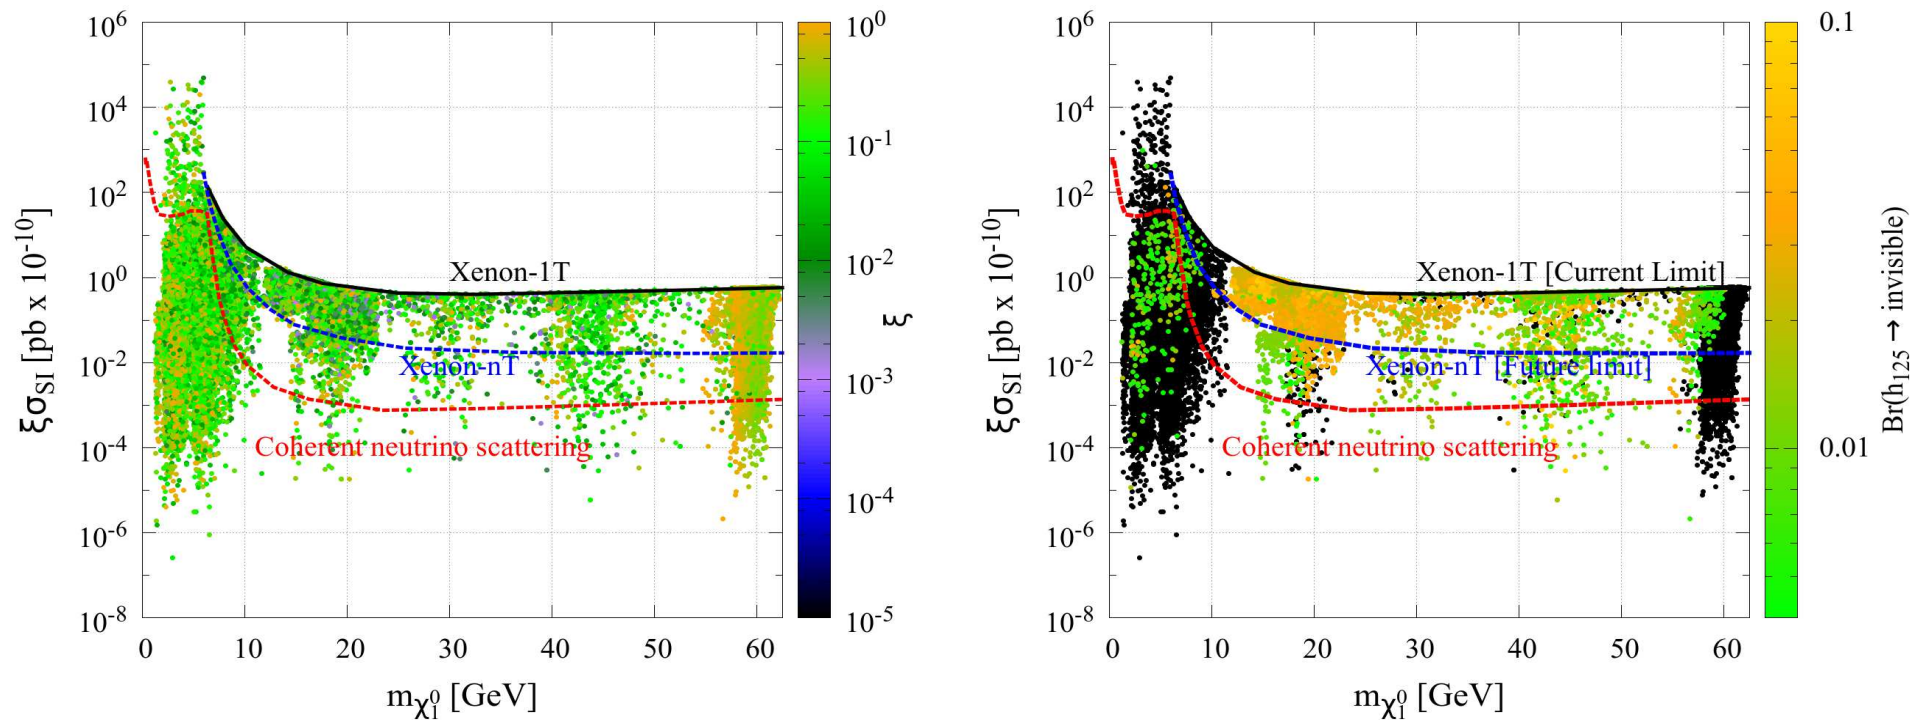 10^6
10^4
10^2
10^0
10^-2
10^-4
10^-6
10^-8
ξσ_SI [pb x 10^-10]
0 10 20 30 40 50 60
m_χ̃₁⁰ [GeV]
Xenon-1T
Xenon-nT
Coherent neutrino scattering
10^0
10^-1
10^-2
10^-3
10^-4
10^-5
ξ
10^6
10^4
10^2
10^0
10^-2
10^-4
10^-6
10^-8
ξσ_SI [pb x 10^-10]
0 10 20 30 40 50 60
m_χ₁⁰ [GeV]
Xenon-1T [Current Limit]
Xenon-nT [Future limit]
Coherent neutrino scattering
0.1
0.01
Br(h_125 → invisible)